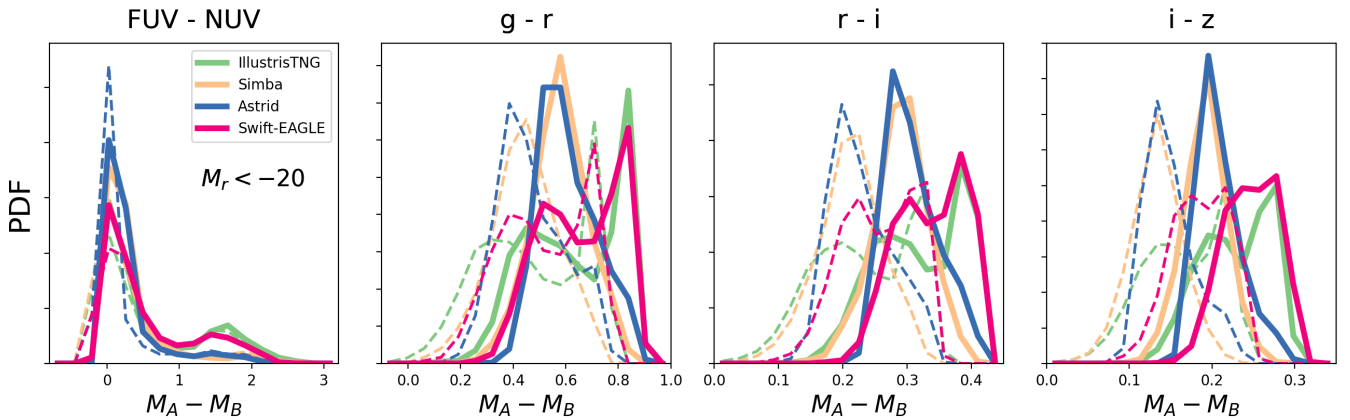 FUV - NUV
g - r
r - i
i - z
PDF
IllustrisTNG
Simba
Astrid
Swift-EAGLE
M_r < −20
0 1 2 3
0.0 0.2 0.4 0.6 0.8 1.0
0.0 0.1 0.2 0.3 0.4
0.0 0.1 0.2 0.3
M_A − M_B
M_A − M_B
M_A − M_B
M_A − M_B